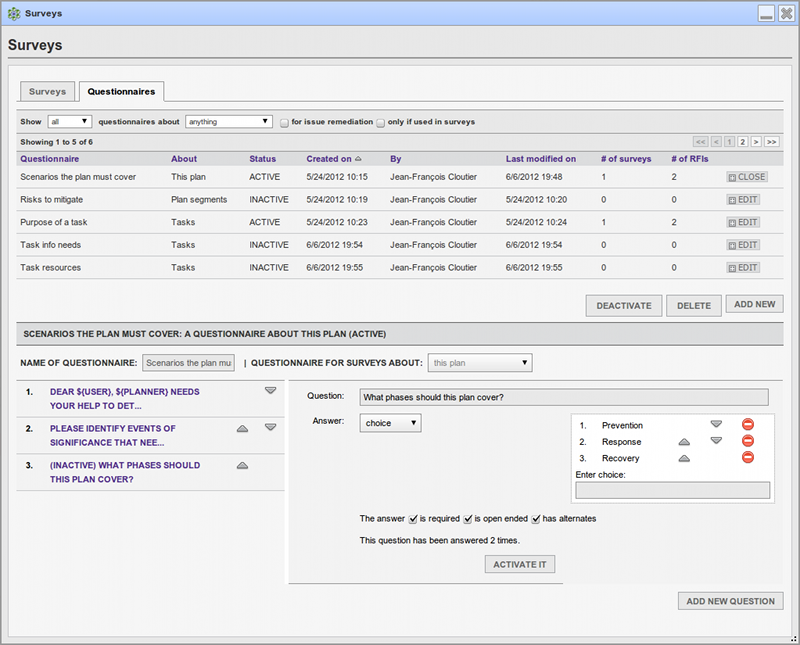 Surveys
Surveys
Surveys Questionnaires
Show all questionnaires about anything for issue remediation only if used in surveys
Showing 1 to 5 of 6 << < 1 2 > >>
Questionnaire About Status Created on By Last modified on # of surveys # of RFIs
Scenarios the plan must cover This plan ACTIVE 5/24/2012 10:15 Jean-François Cloutier 6/6/2012 19:48 1 2 CLOSE
Risks to mitigate Plan segments INACTIVE 5/24/2012 10:19 Jean-François Cloutier 5/24/2012 10:20 0 0 EDIT
Purpose of a task Tasks ACTIVE 5/24/2012 10:23 Jean-François Cloutier 5/24/2012 10:24 1 2 EDIT
Task info needs Tasks INACTIVE 6/6/2012 19:54 Jean-François Cloutier 6/6/2012 19:54 0 0 EDIT
Task resources Tasks INACTIVE 6/6/2012 19:55 Jean-François Cloutier 6/6/2012 19:55 0 0 EDIT
DEACTIVATE DELETE ADD NEW
SCENARIOS THE PLAN MUST COVER: A QUESTIONNAIRE ABOUT THIS PLAN (ACTIVE)
NAME OF QUESTIONNAIRE: Scenarios the plan mu | QUESTIONNAIRE FOR SURVEYS ABOUT: this plan
1. DEAR ${USER}, ${PLANNER} NEEDS
YOUR HELP TO DET...
2. PLEASE IDENTIFY EVENTS OF
SIGNIFICANCE THAT NEE...
3. (INACTIVE) WHAT PHASES SHOULD
THIS PLAN COVER?
Question: What phases should this plan cover?
Answer: choice
1. Prevention
2. Response
3. Recovery
Enter choice:
The answer is required is open ended has alternates
This question has been answered 2 times.
ACTIVATE IT
ADD NEW QUESTION